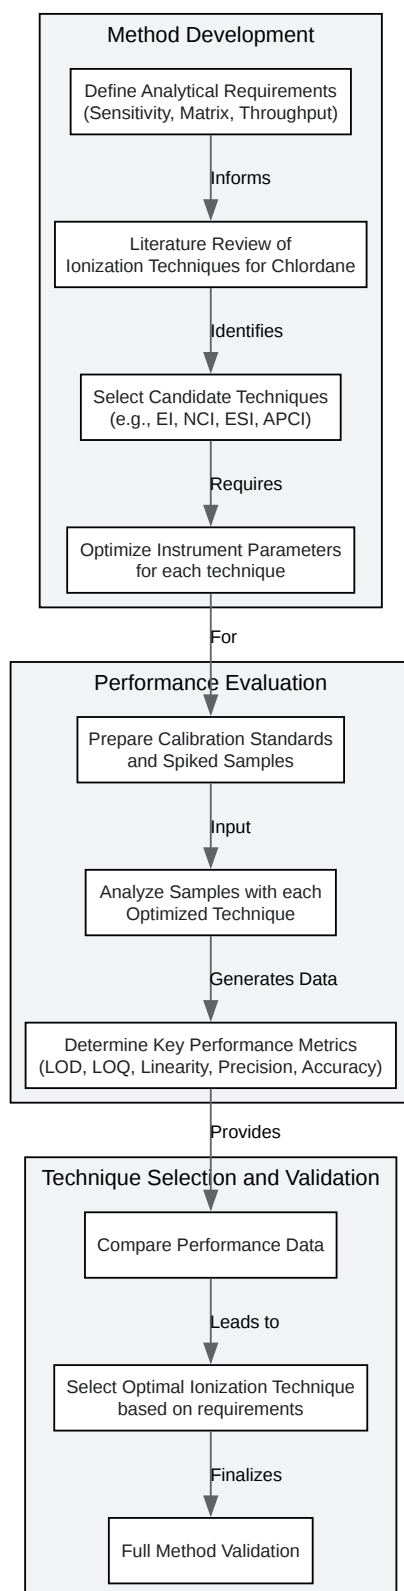 Method Development
Define Analytical Requirements
(Sensitivity, Matrix, Throughput)
Informs
Literature Review of
Ionization Techniques for Chlordane
Identifies
Select Candidate Techniques
(e.g., EI, NCI, ESI, APCI)
Requires
Optimize Instrument Parameters
for each technique
For
Performance Evaluation
Prepare Calibration Standards
and Spiked Samples
Input
Analyze Samples with each
Optimized Technique
Generates Data
Determine Key Performance Metrics
(LOD, LOQ, Linearity, Precision, Accuracy)
Provides
Technique Selection and Validation
Compare Performance Data
Leads to
Select Optimal Ionization Technique
based on requirements
Finalizes
Full Method Validation